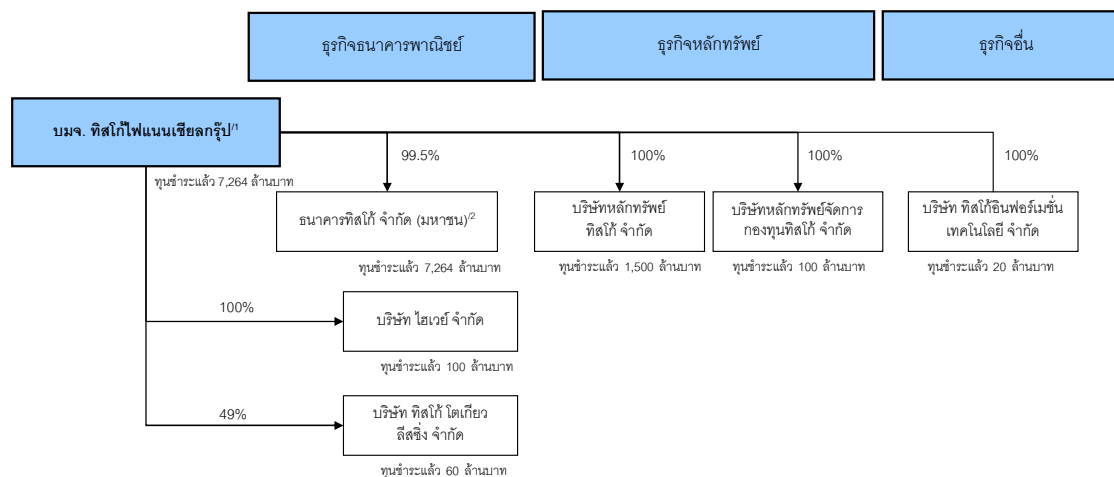 ธุรกิจธนาคารพาณิชย์
ธุรกิจหลักทรัพย์
ธุรกิจอื่น
บมจ. ทิสโก้ไฟแนนเชียลกรุ๊ป/1
ทุนชำระแล้ว 7,264 ล้านบาท
99.5%
100%
100%
100%
ธนาคารทิสโก้ จำกัด (มหาชน)/2
บริษัทหลักทรัพย์
ทิสโก้ จำกัด
บริษัทหลักทรัพย์จัดการ
กองทุนทิสโก้ จำกัด
บริษัท ทิสโก้อินฟอร์เมชั่น
เทคโนโลยี จำกัด
ทุนชำระแล้ว 7,264 ล้านบาท
ทุนชำระแล้ว 1,500 ล้านบาท
ทุนชำระแล้ว 100 ล้านบาท
ทุนชำระแล้ว 20 ล้านบาท
100%
บริษัท ไฮเวย์ จำกัด
ทุนชำระแล้ว 100 ล้านบาท
49%
บริษัท ทิสโก้ โตเกียว
ลีสซิ่ง จำกัด
ทุนชำระแล้ว 60 ล้านบาท